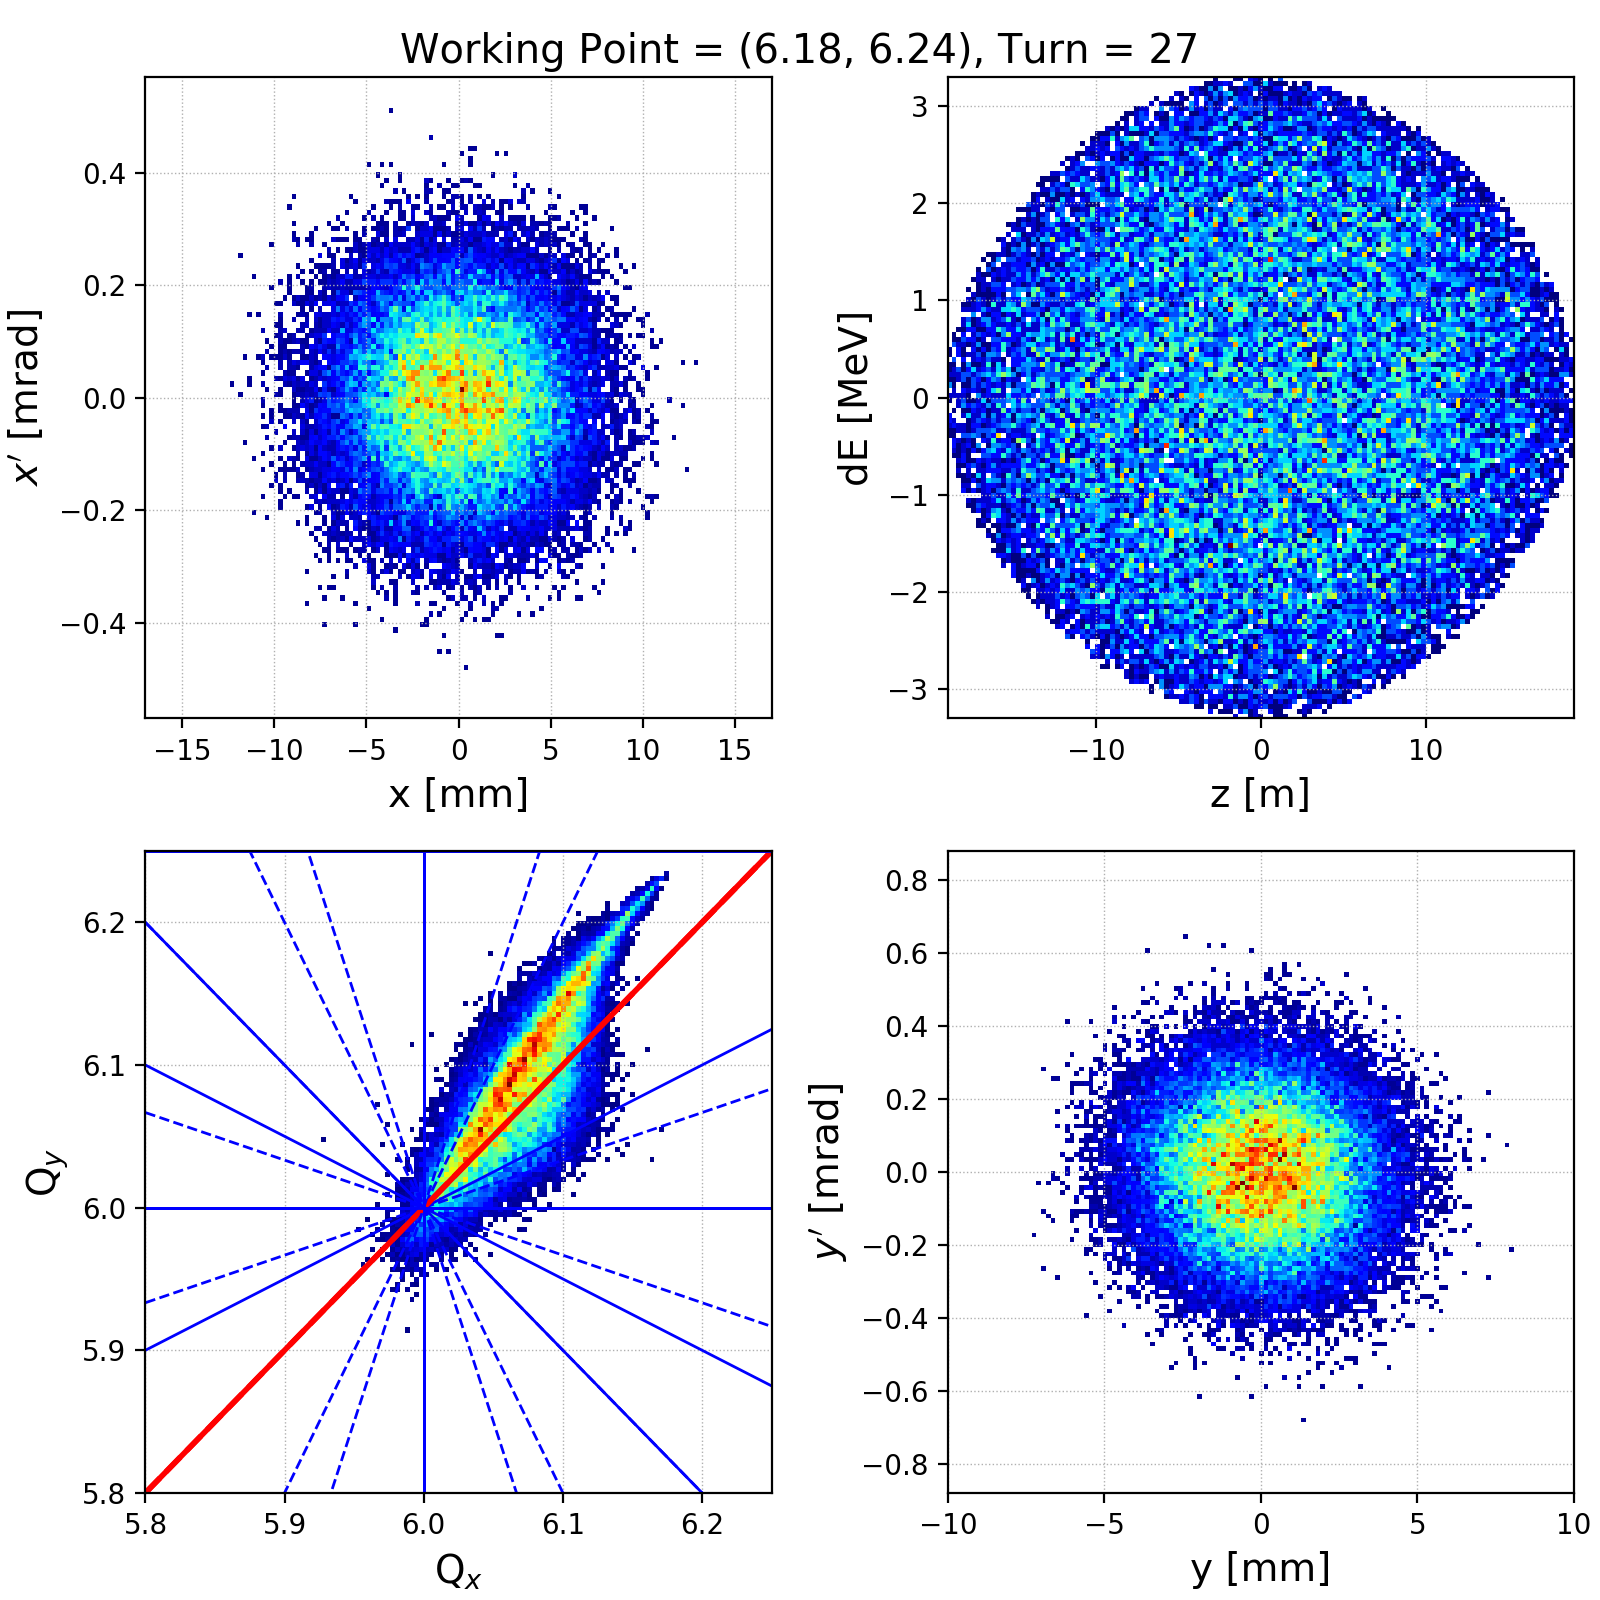 Working Point = (6.18, 6.24), Turn = 27
x′ [mrad]
0.4
0.2
0.0
−0.2
−0.4
−15 −10 −5 0 5 10 15
x [mm]
dE [MeV]
3
2
1
0
−1
−2
−3
−10 0 10
z [m]
Qy
6.2
6.1
6.0
5.9
5.8
5.8 5.9 6.0 6.1 6.2
Qx
y′ [mrad]
0.8
0.6
0.4
0.2
0.0
−0.2
−0.4
−0.6
−0.8
−10 −5 0 5 10
y [mm]